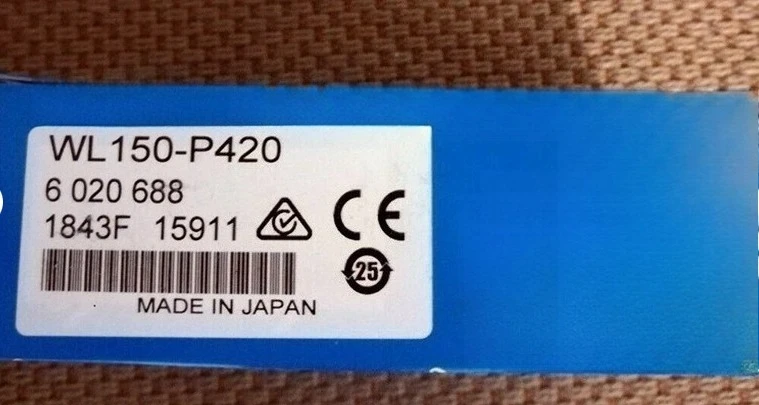 WL150-P420
6 020 688
1843F 15911
CE
25
MADE IN JAPAN